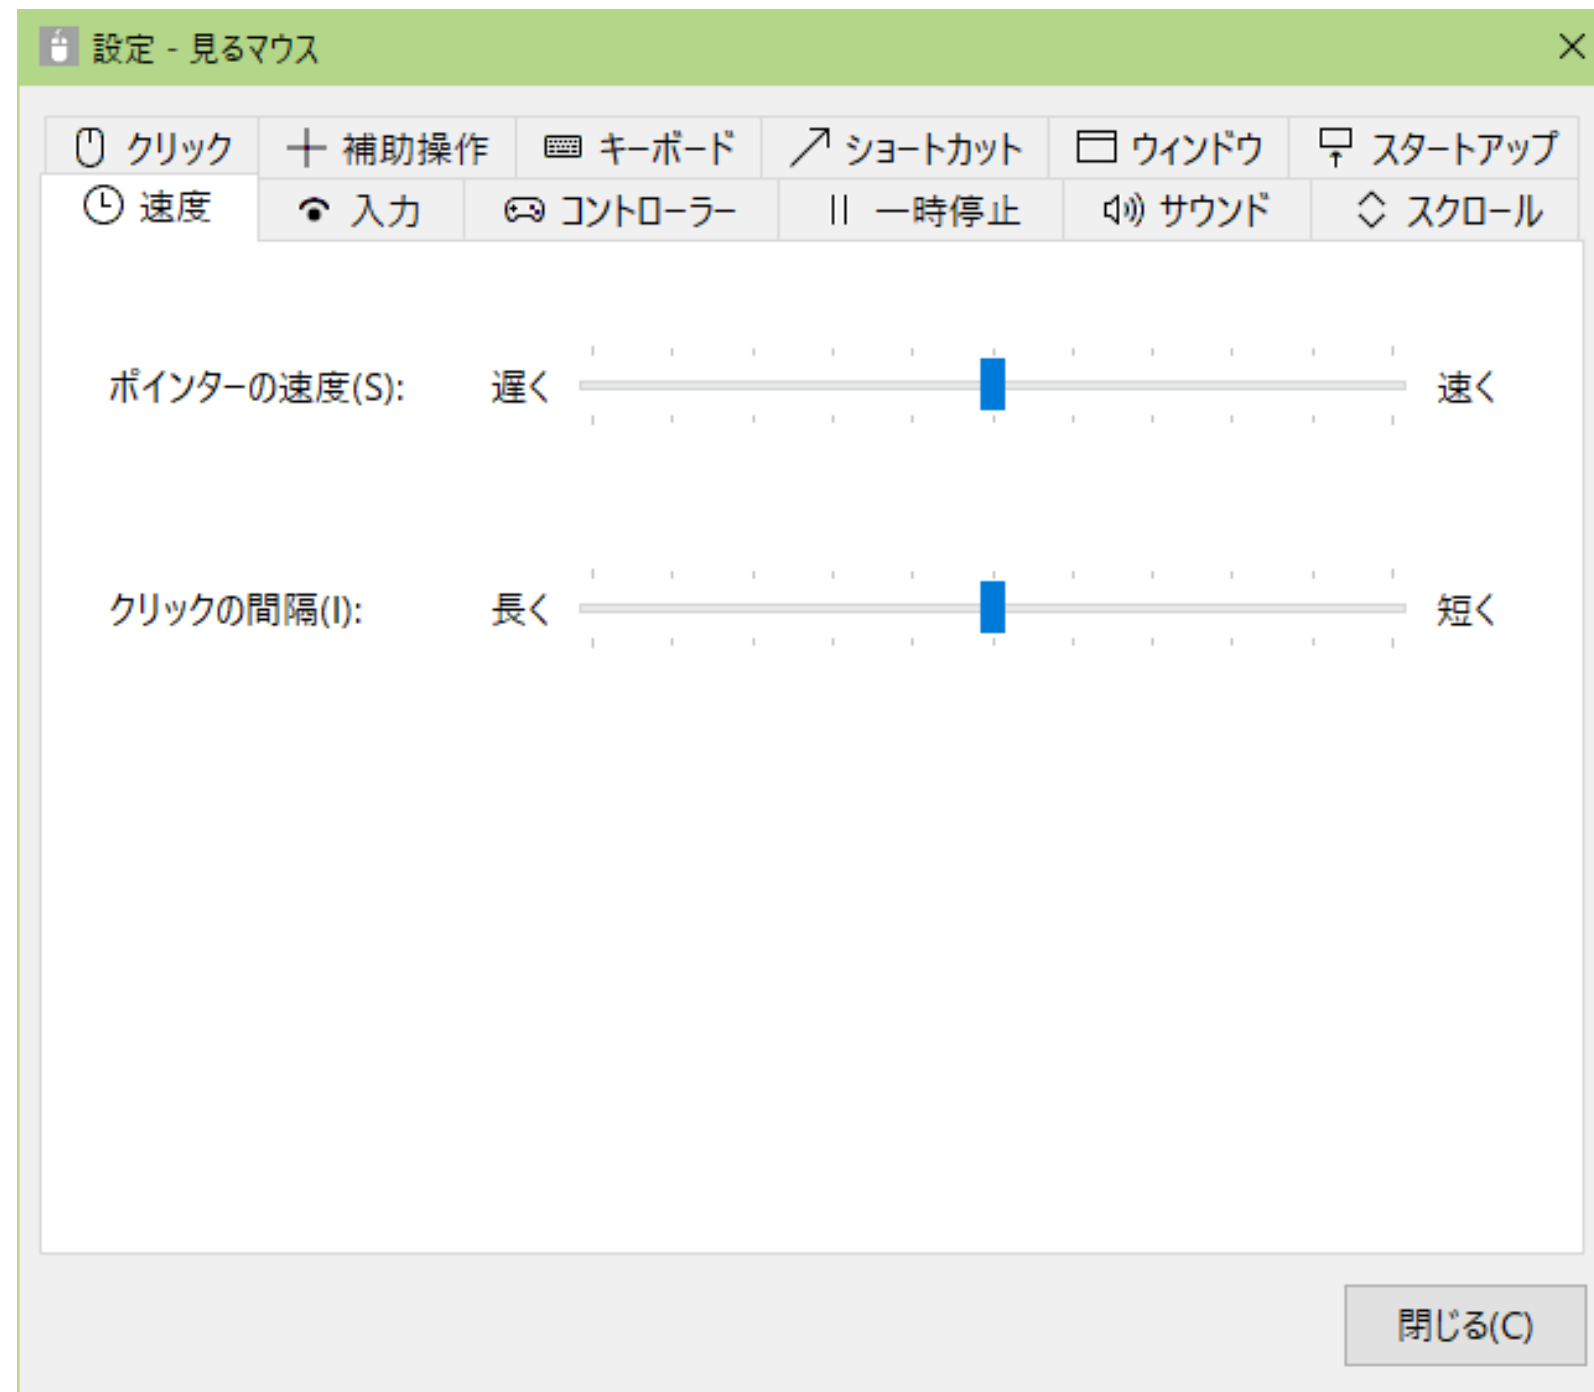 設定 - 見るマウス
クリック 補助操作 キーボード ショートカット ウィンドウ スタートアップ
速度 入力 コントローラー 一時停止 サウンド スクロール
ポインターの速度(S): 遅く 速く
クリックの間隔(I): 長く 短く
閉じる(C)